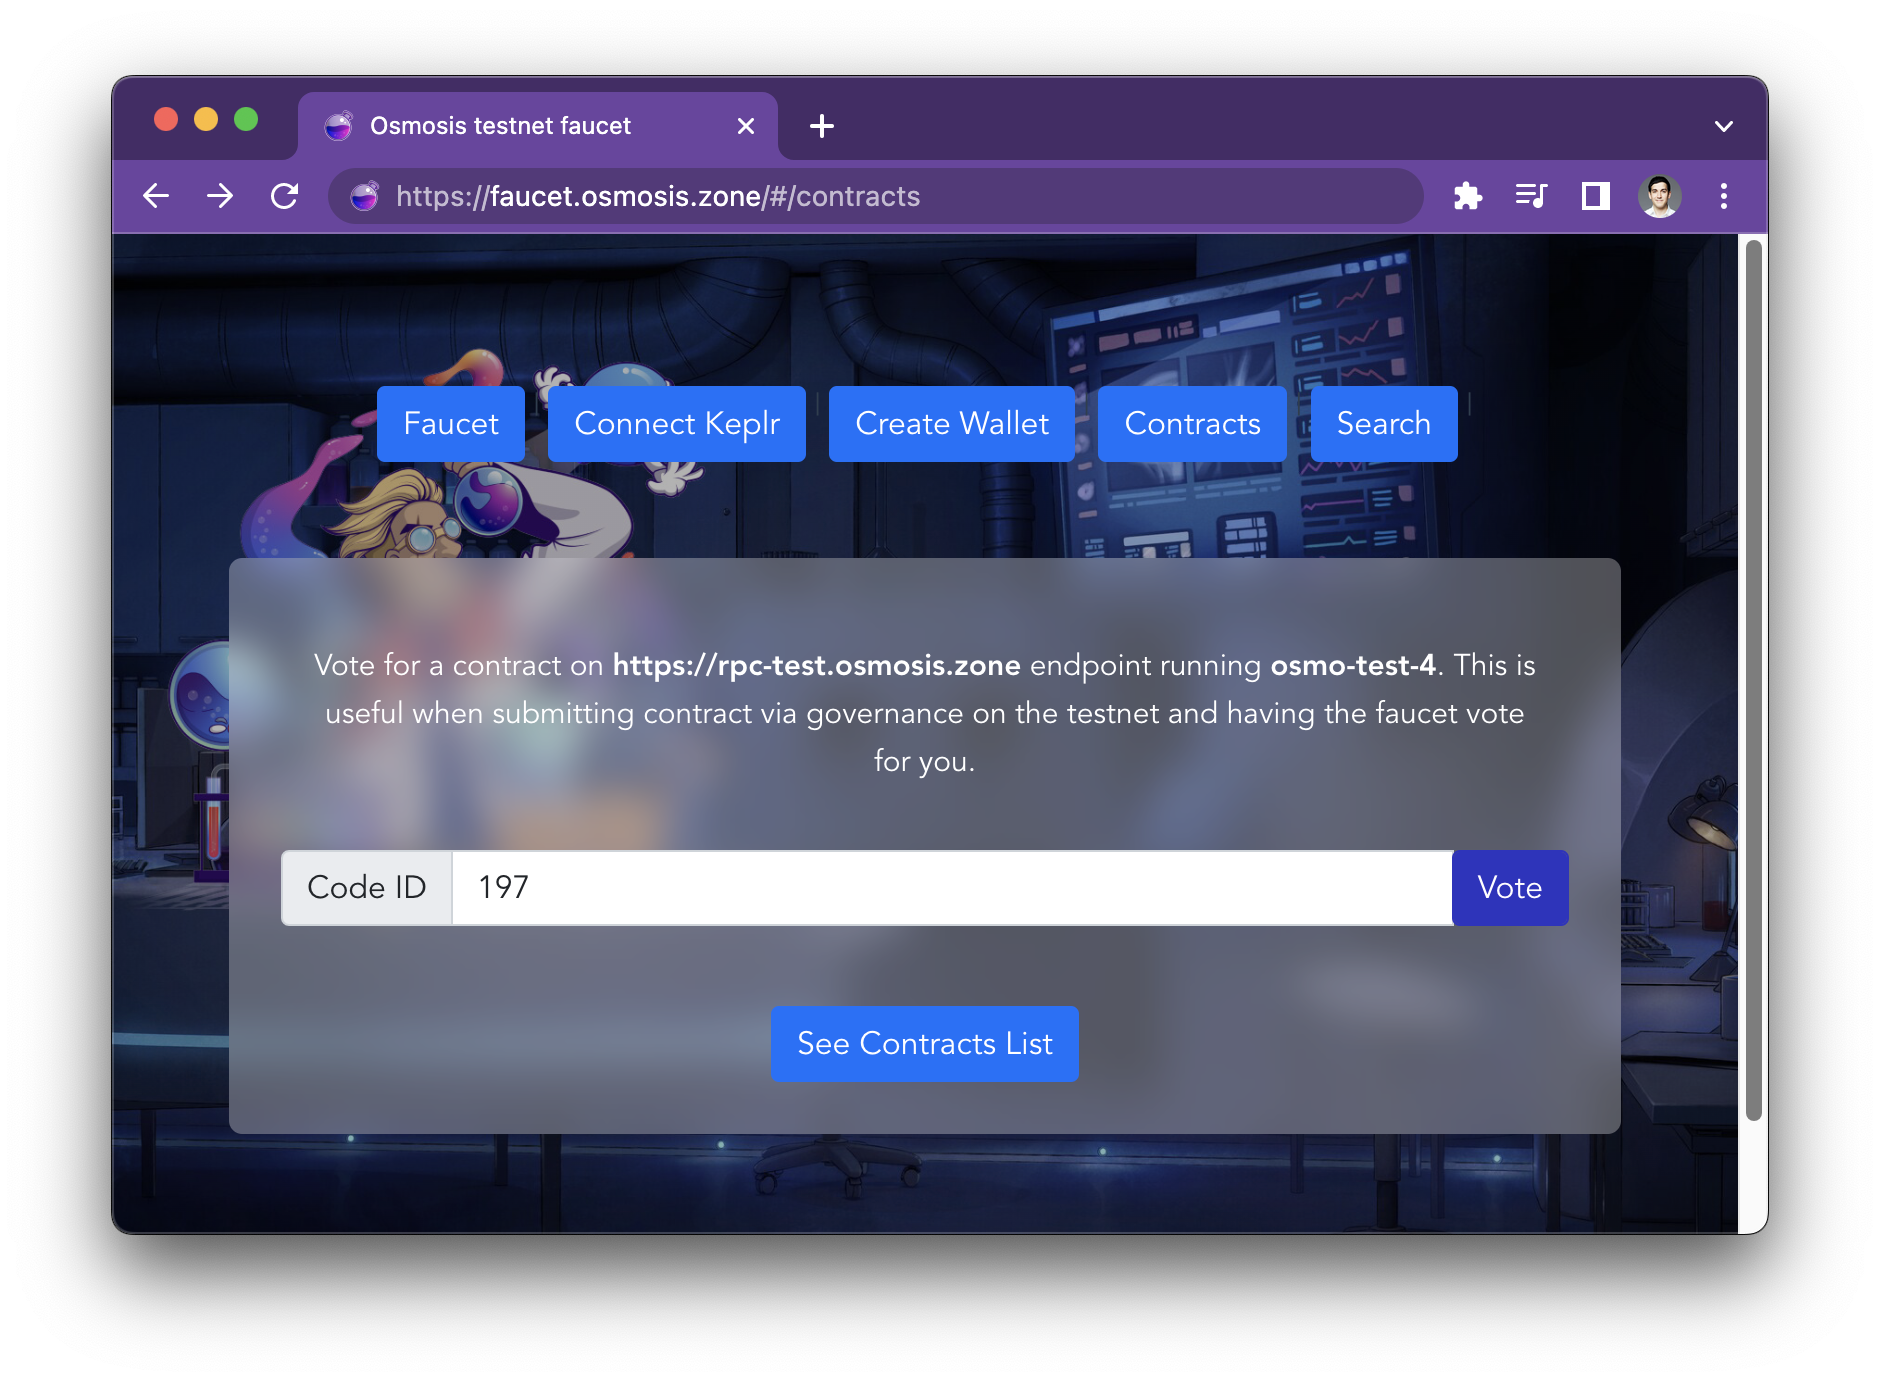 Osmosis testnet faucet
https://faucet.osmosis.zone/#/contracts
Faucet
Connect Keplr
Create Wallet
Contracts
Search
Vote for a contract on https://rpc-test.osmosis.zone endpoint running osmo-test-4. This is
useful when submitting contract via governance on the testnet and having the faucet vote
for you.
Code ID
197
Vote
See Contracts List